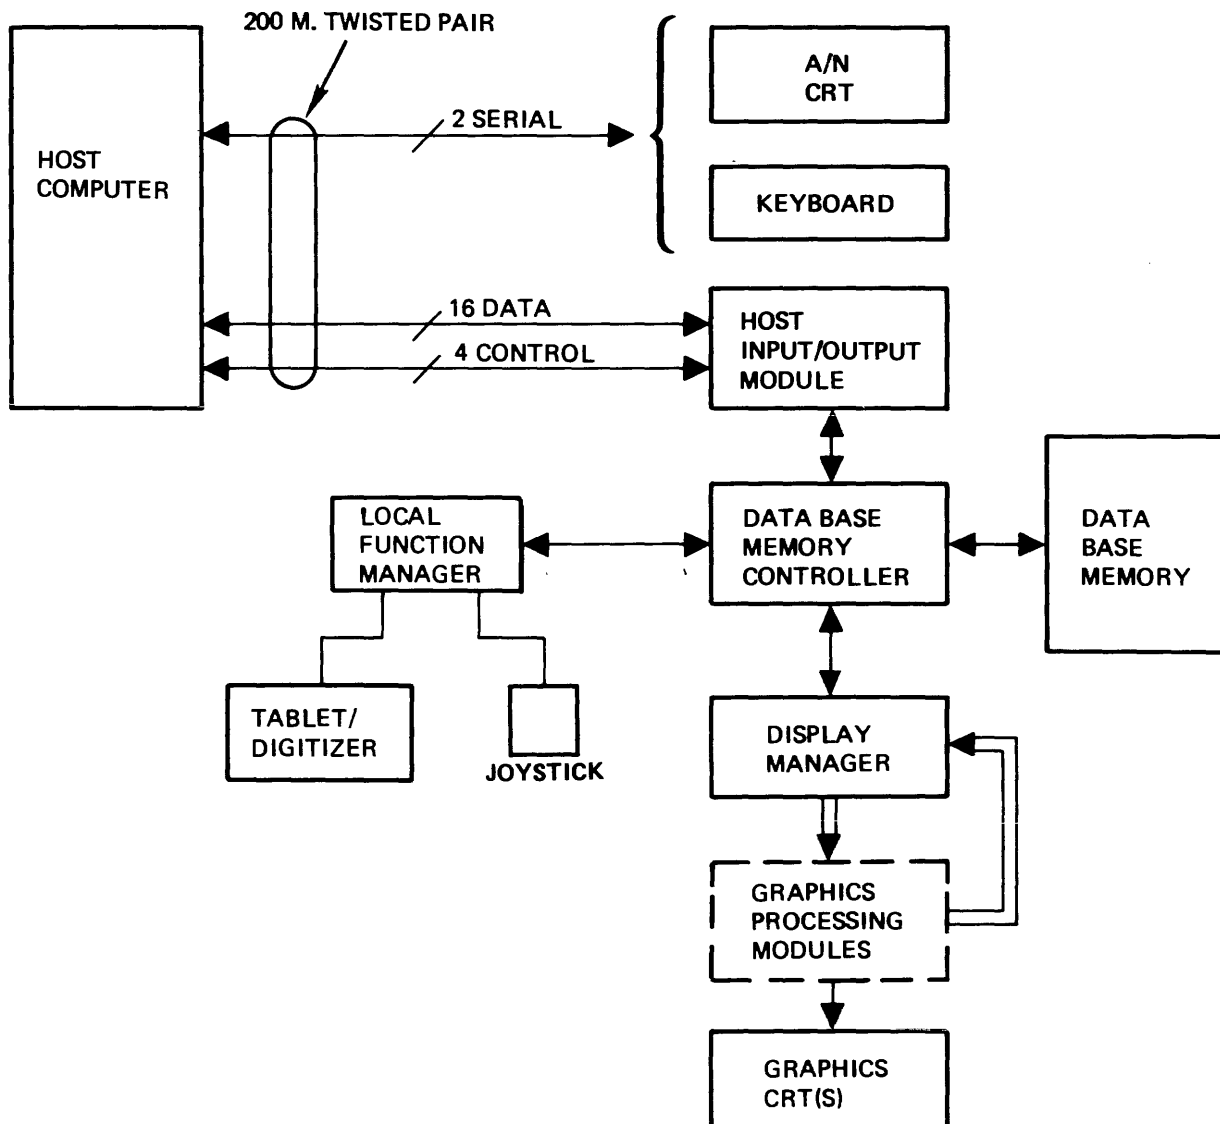 200 M. TWISTED PAIR
A/N
CRT
2 SERIAL
HOST
COMPUTER
KEYBOARD
16 DATA
4 CONTROL
HOST
INPUT/OUTPUT
MODULE
LOCAL
FUNCTION
MANAGER
DATA BASE
MEMORY
CONTROLLER
DATA
BASE
MEMORY
TABLET/
DIGITIZER
JOYSTICK
DISPLAY
MANAGER
GRAPHICS
PROCESSING
MODULES
GRAPHICS
CRT(S)